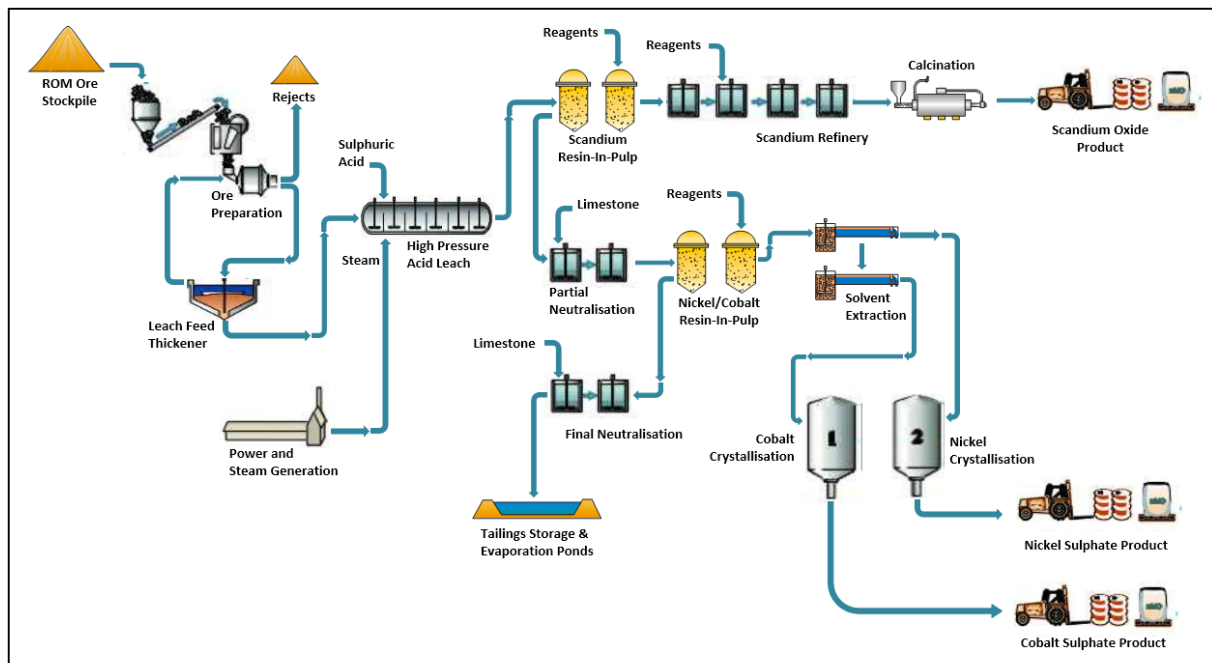 Reagents
Reagents
ROM Ore
Stockpile
Rejects
Calcination
Scandium
Resin-In-Pulp
Scandium Refinery
Scandium Oxide
Product
Sulphuric
Acid
Ore
Preparation
High Pressure
Acid Leach
Steam
Limestone
Reagents
Partial
Neutralisation
Nickel/Cobalt
Resin-In-Pulp
Solvent
Extraction
Leach Feed
Thickener
Limestone
Final Neutralisation
Power and
Steam Generation
1
2
Cobalt
Crystallisation
Nickel
Crystallisation
Tailings Storage &
Evaporation Ponds
Nickel Sulphate Product
Cobalt Sulphate Product